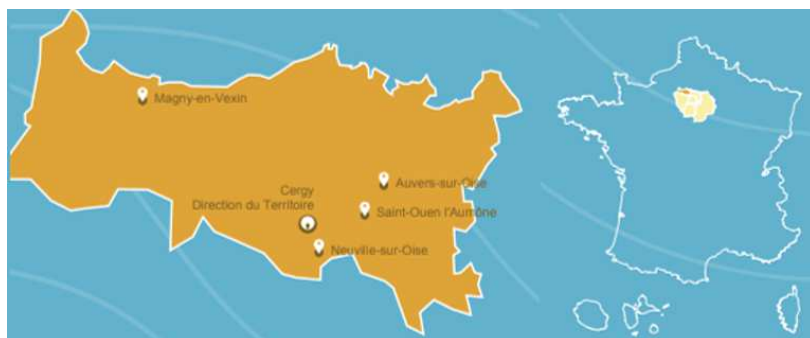 Magny-en-Vexin
Auvers-sur-Oise
Cergy
Direction du Territoire
Saint-Ouen l'Aumône
Neuville-sur-Oise